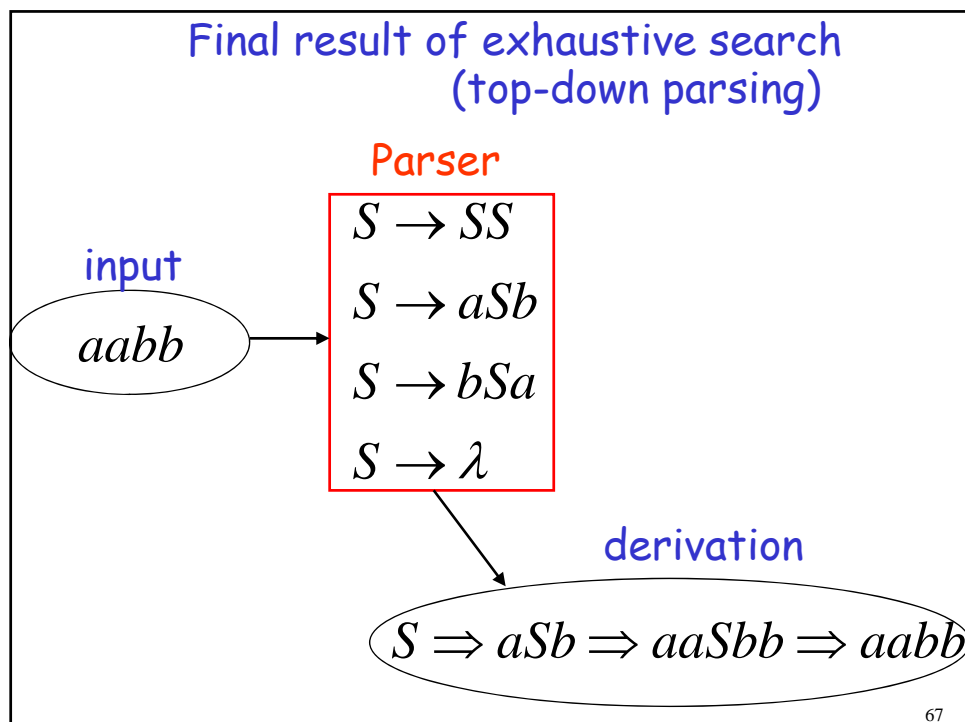 Final result of exhaustive search
(top-down parsing)
Parser
S → SS
input
S → aSb
aabb
S → bSa
S → λ
derivation
S ⇒ aSb ⇒ aaSbb ⇒ aabb
67